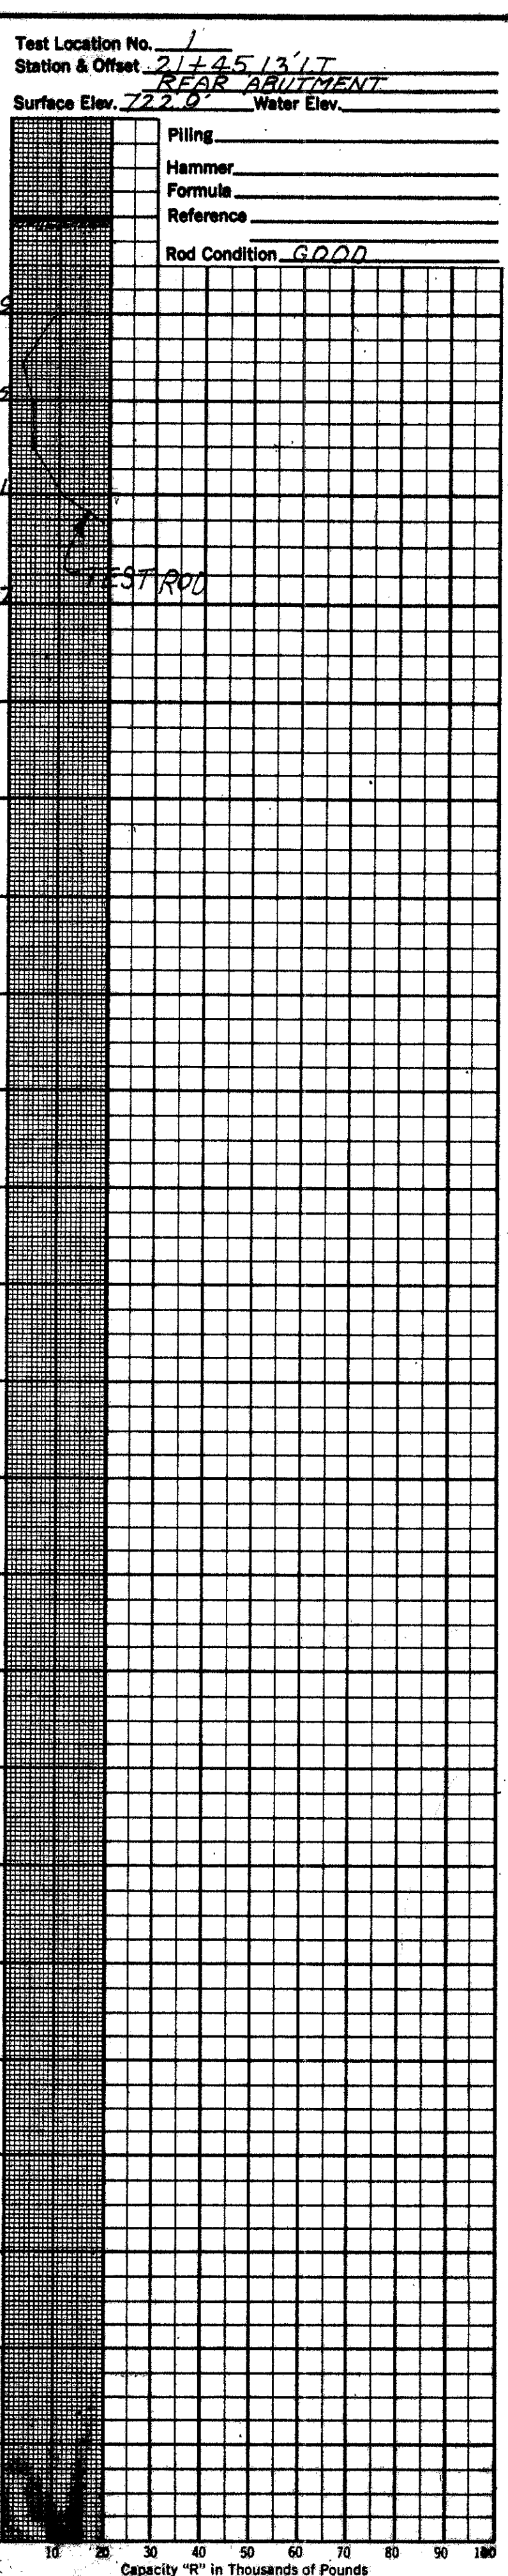 Test Location No. 1
Station & Offset 21+45, 13' LT
REAR ABUTMENT
Surface Elev. 722.9' Water Elev.
Piling
Hammer
Formula
Reference
Rod Condition GOOD
TEST ROD
10 20 30 40 50 60 70 80 90 100
Capacity "R" in Thousands of Pounds